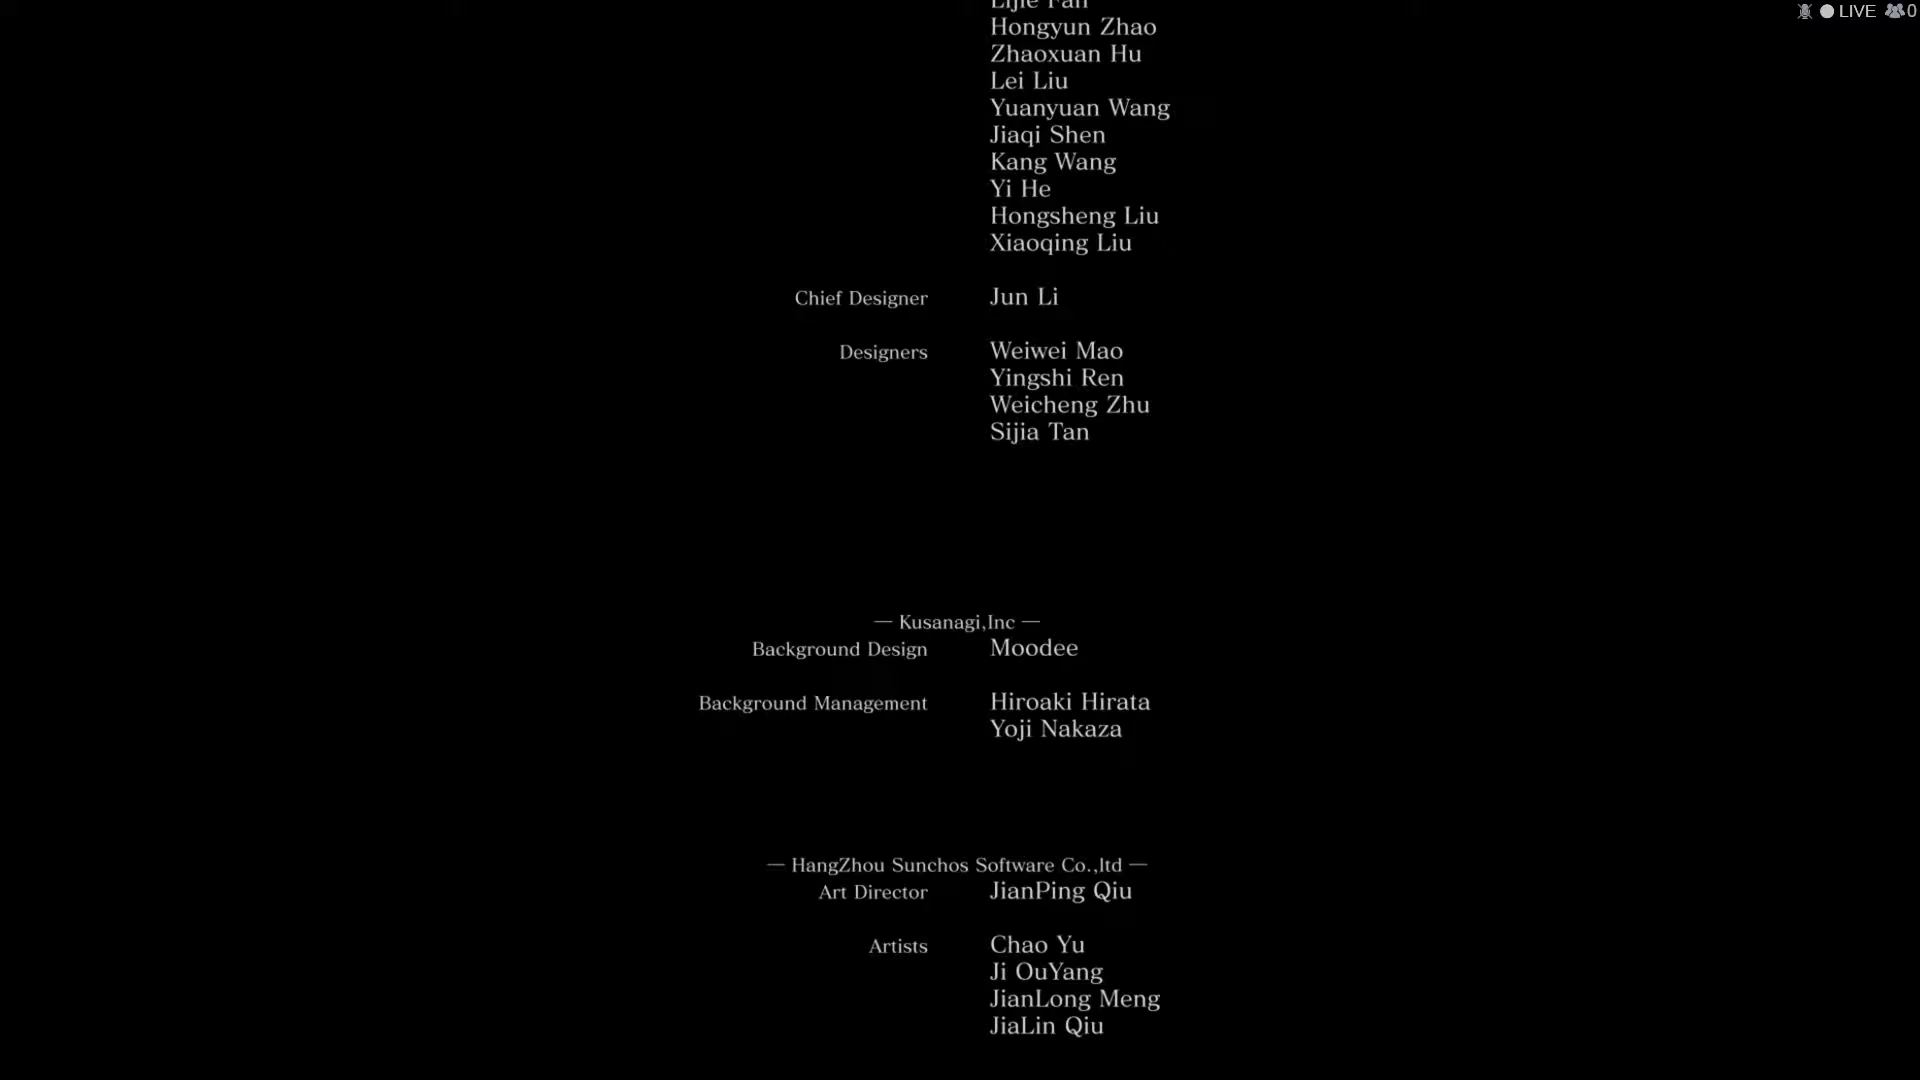 Lijie Fan
LIVE 0
Hongyun Zhao
Zhaoxuan Hu
Lei Liu
Yuanyuan Wang
Jiaqi Shen
Kang Wang
Yi He
Hongsheng Liu
Xiaoqing Liu
Chief Designer Jun Li
Designers Weiwei Mao
Yingshi Ren
Weicheng Zhu
Sijia Tan
— Kusanagi,Inc —
Background Design Moodee
Background Management Hiroaki Hirata
Yoji Nakaza
— HangZhou Sunchos Software Co.,ltd —
Art Director JianPing Qiu
Artists Chao Yu
Ji OuYang
JianLong Meng
JiaLin Qiu